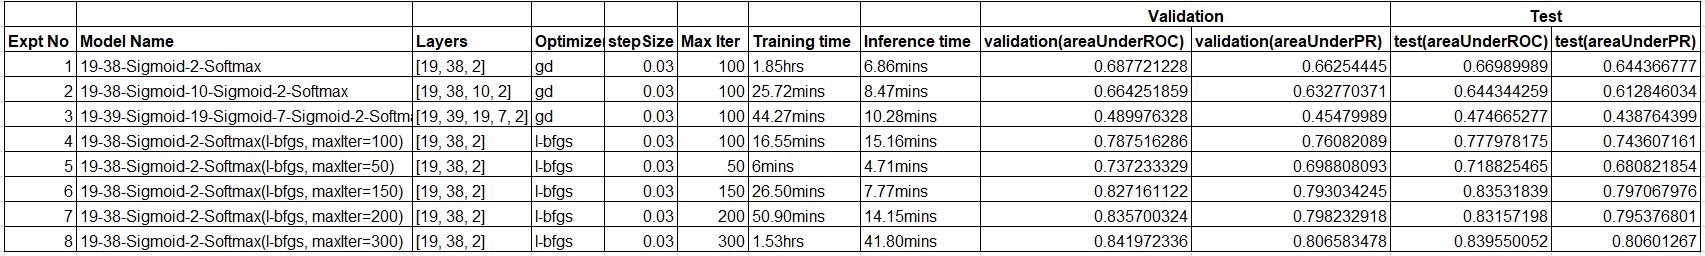 Validation Test
Expt No Model Name Layers Optimizer stepSize Max Iter Training time Inference time validation(areaUnderROC) validation(areaUnderPR) test(areaUnderROC) test(areaUnderPR)
1 19-38-Sigmoid-2-Softmax [19, 38, 2] gd 0.03 100 1.85hrs 6.86mins 0.687721228 0.66254445 0.66989989 0.644366777
2 19-38-Sigmoid-10-Sigmoid-2-Softmax [19, 38, 10, 2] gd 0.03 100 25.72mins 8.47mins 0.664251859 0.632770371 0.644344259 0.612846034
3 19-39-Sigmoid-19-Sigmoid-7-Sigmoid-2-Softma [19, 39, 19, 7, 2] gd 0.03 100 44.27mins 10.28mins 0.489976328 0.45479989 0.474665277 0.438764399
4 19-38-Sigmoid-2-Softmax(l-bfgs, maxIter=100) [19, 38, 2] l-bfgs 0.03 100 16.55mins 15.16mins 0.787516286 0.76082089 0.777978175 0.743607161
5 19-38-Sigmoid-2-Softmax(l-bfgs, maxIter=50) [19, 38, 2] l-bfgs 0.03 50 6mins 4.71mins 0.737233329 0.698808093 0.718825465 0.680821854
6 19-38-Sigmoid-2-Softmax(l-bfgs, maxIter=150) [19, 38, 2] l-bfgs 0.03 150 26.50mins 7.77mins 0.827161122 0.793034245 0.83531839 0.797067976
7 19-38-Sigmoid-2-Softmax(l-bfgs, maxIter=200) [19, 38, 2] l-bfgs 0.03 200 50.90mins 14.15mins 0.835700324 0.798232918 0.83157198 0.795376801
8 19-38-Sigmoid-2-Softmax(l-bfgs, maxIter=300) [19, 38, 2] l-bfgs 0.03 300 1.53hrs 41.80mins 0.841972336 0.806583478 0.839550052 0.80601267